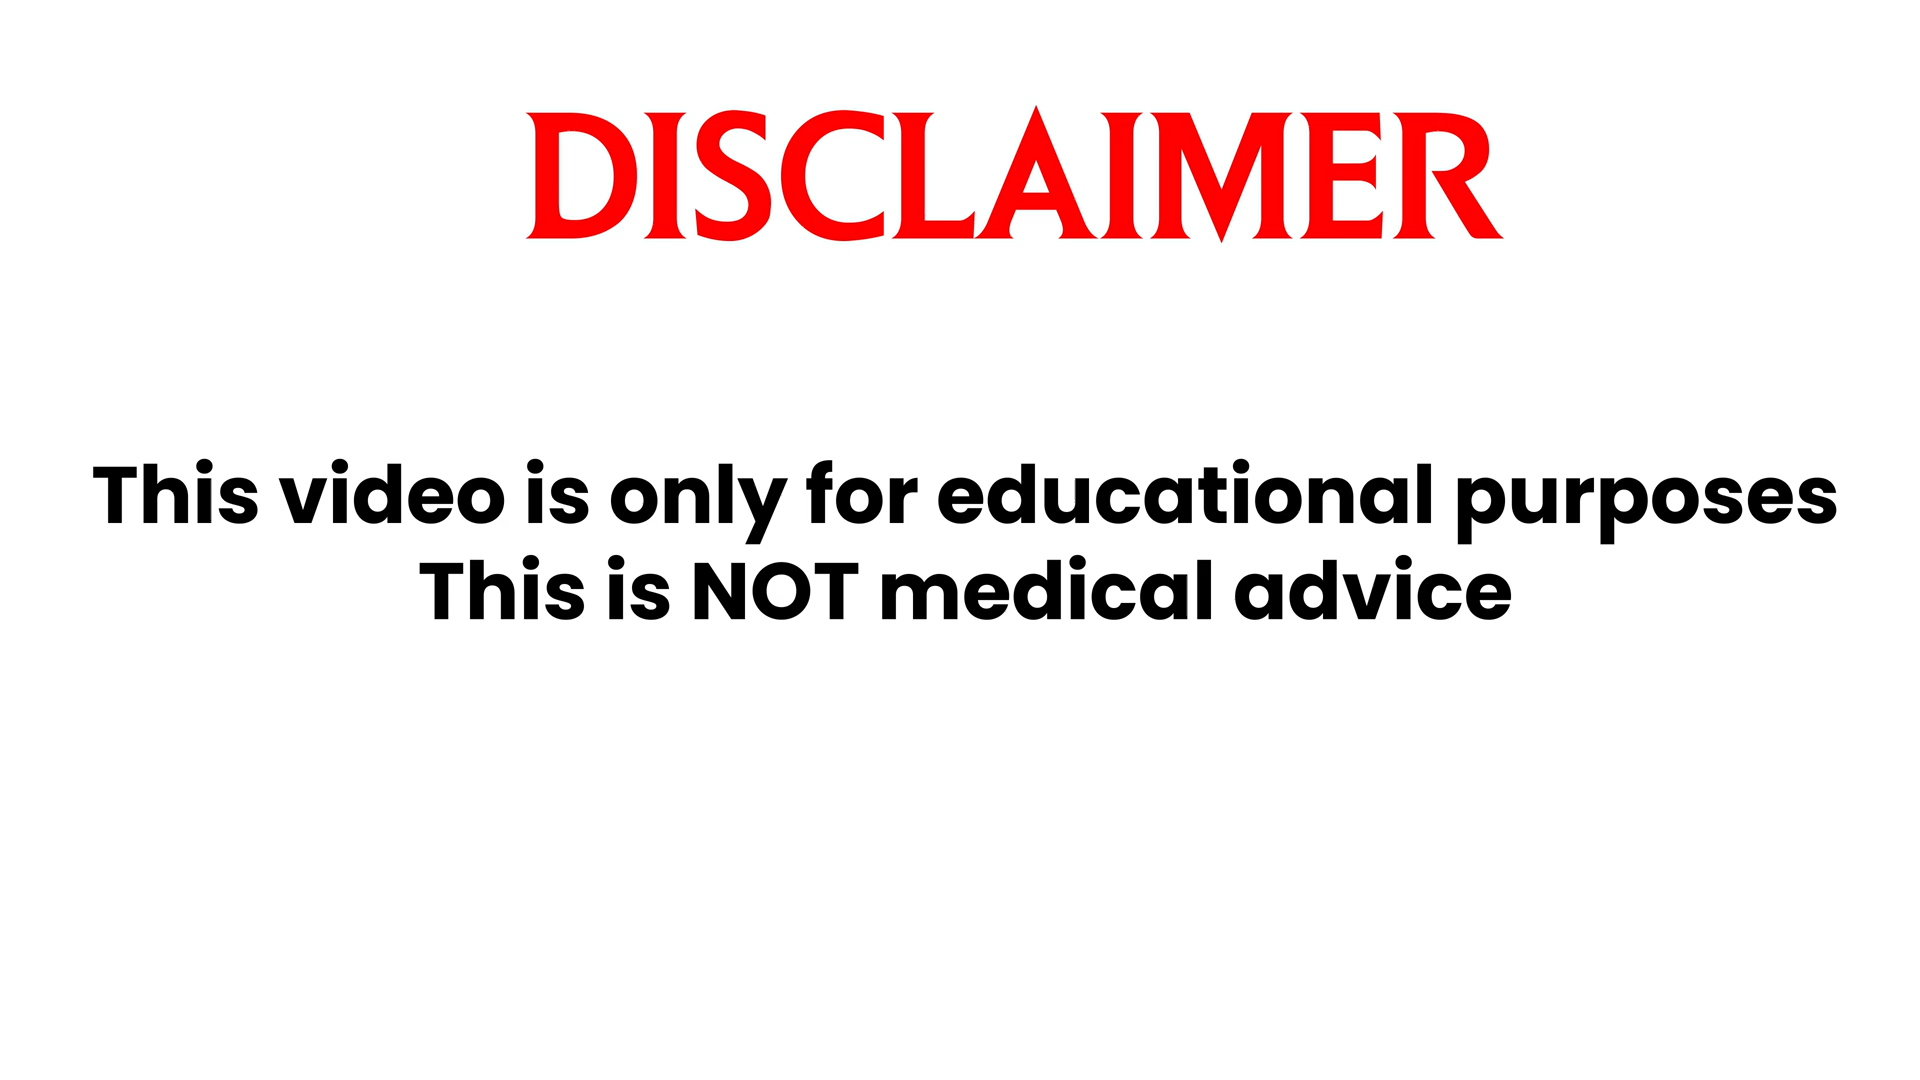 DISCLAIMER
This video is only for educational purposes
This is NOT medical advice